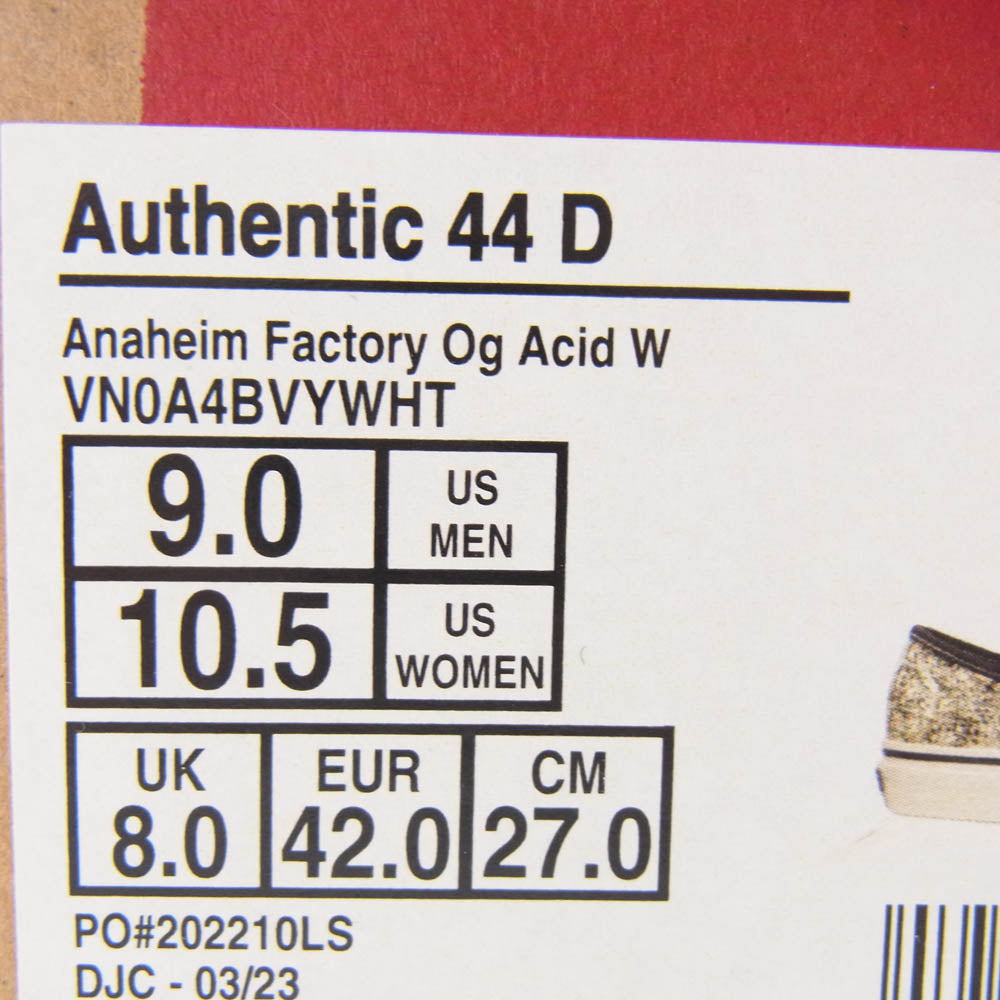 Authentic 44 D
Anaheim Factory Og Acid W
VN0A4BVYWHT
9.0 US MEN
10.5 US WOMEN
UK EUR CM
8.0 42.0 27.0
PO#202210LS
DJC - 03/23